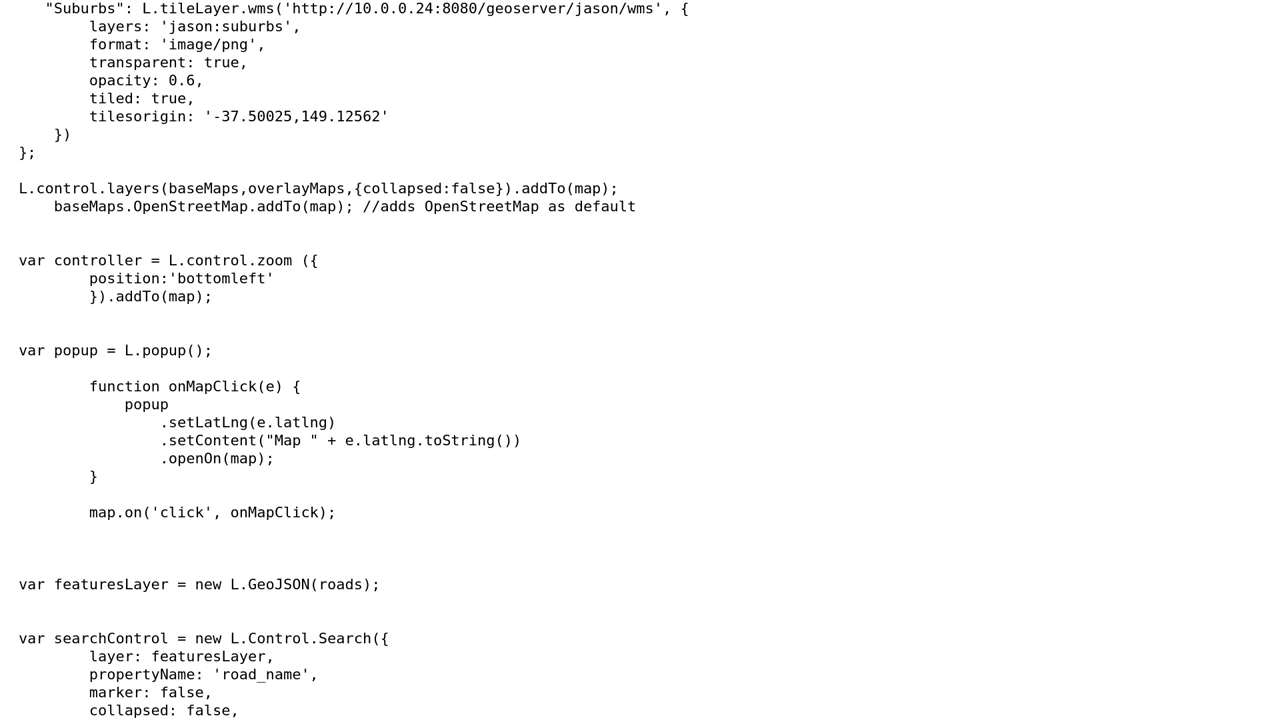 "Suburbs": L.tileLayer.wms('http://10.0.0.24:8080/geoserver/jason/wms', {
layers: 'jason:suburbs',
format: 'image/png',
transparent: true,
opacity: 0.6,
tiled: true,
tilesorigin: '-37.50025,149.12562'
})
};
L.control.layers(baseMaps,overlayMaps,{collapsed:false}).addTo(map);
baseMaps.OpenStreetMap.addTo(map); //adds OpenStreetMap as default
var controller = L.control.zoom ({
position:'bottomleft'
}).addTo(map);
var popup = L.popup();
function onMapClick(e) {
popup
.setLatLng(e.latlng)
.setContent("Map " + e.latlng.toString())
.openOn(map);
}
map.on('click', onMapClick);
var featuresLayer = new L.GeoJSON(roads);
var searchControl = new L.Control.Search({
layer: featuresLayer,
propertyName: 'road_name',
marker: false,
collapsed: false,